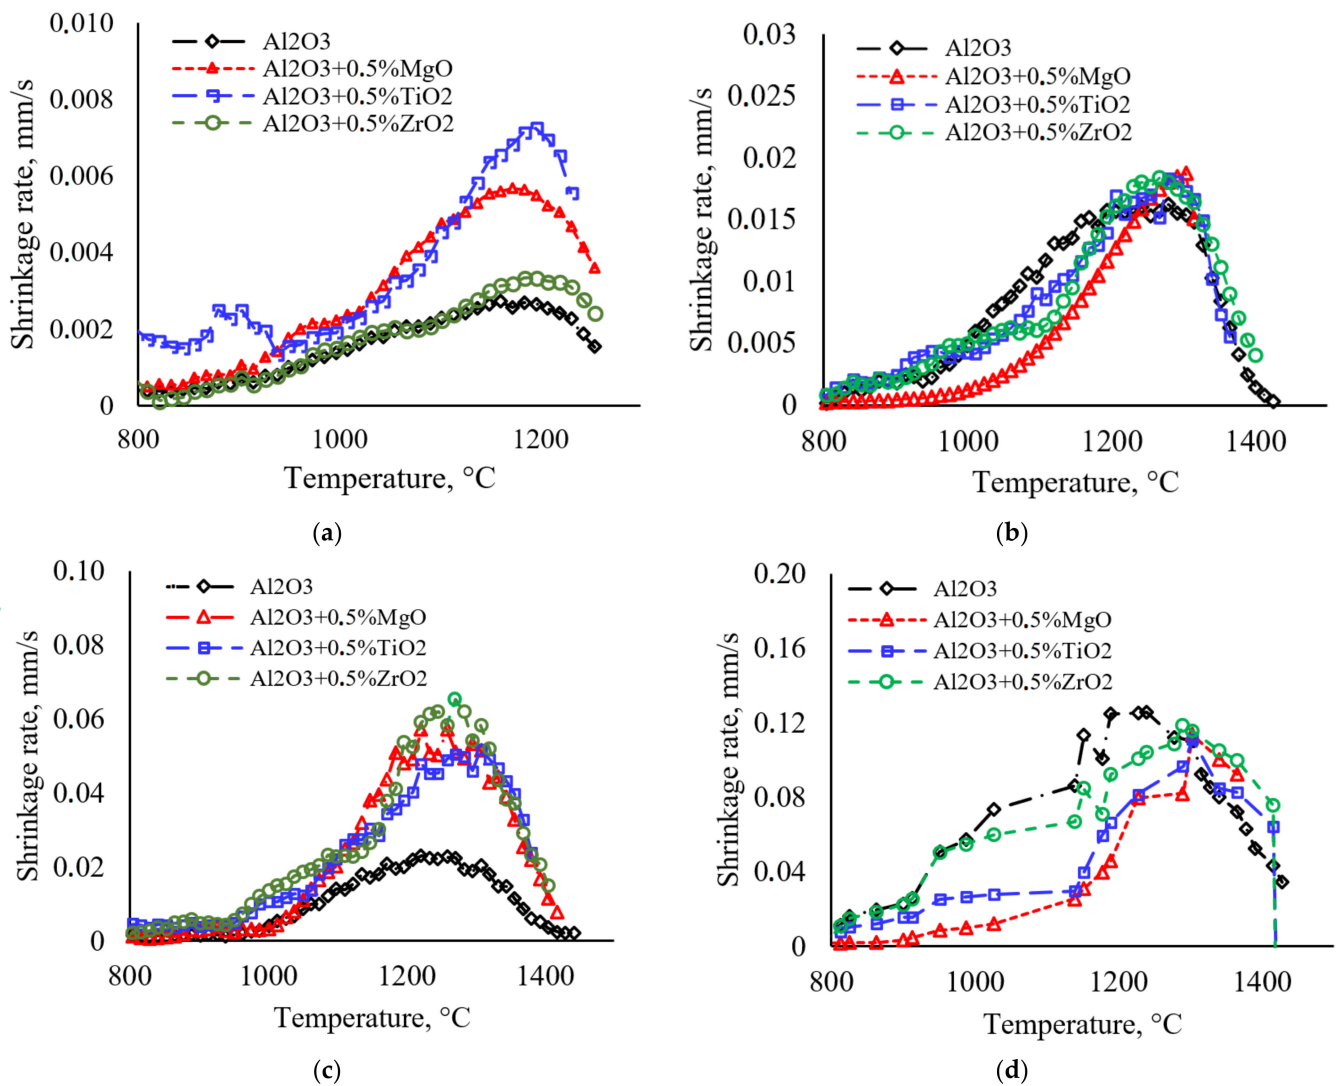 0.010
0.008
0.006
0.004
0.002
0
Shrinkage rate, mm/s
Al2O3
Al2O3+0.5%MgO
Al2O3+0.5%TiO2
Al2O3+0.5%ZrO2
800 1000 1200
Temperature, °C
(a)
0.03
0.025
0.02
0.015
0.01
0.005
0
Shrinkage rate, mm/s
Al2O3
Al2O3+0.5%MgO
Al2O3+0.5%TiO2
Al2O3+0.5%ZrO2
800 1000 1200 1400
Temperature, °C
(b)
0.10
0.08
0.06
0.04
0.02
0
Shrinkage rate, mm/s
Al2O3
Al2O3+0.5%MgO
Al2O3+0.5%TiO2
Al2O3+0.5%ZrO2
800 1000 1200 1400
Temperature, °C
(c)
0.20
0.16
0.12
0.08
0.04
0
Shrinkage rate, mm/s
Al2O3
Al2O3+0.5%MgO
Al2O3+0.5%TiO2
Al2O3+0.5%ZrO2
800 1000 1200 1400
Temperature, °C
(d)